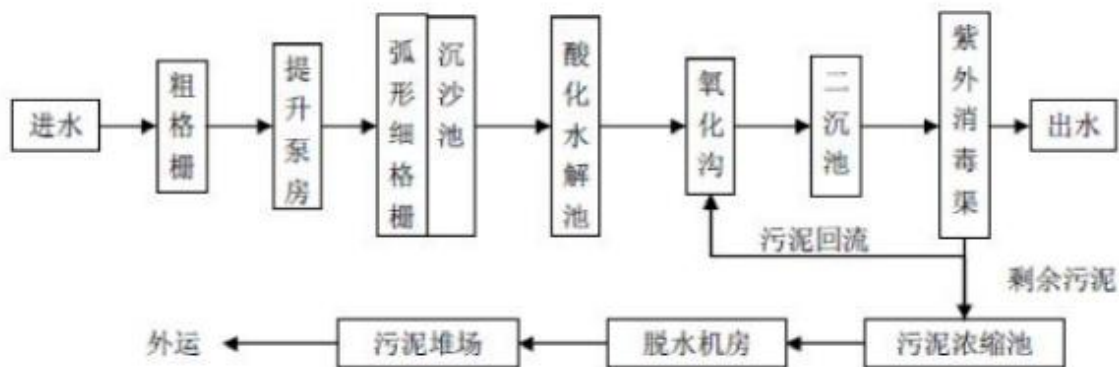 进水
粗格栅
提升泵房
弧形细格栅
沉沙池
酸化水解池
氧化沟
二沉池
紫外消毒渠
出水
污泥回流
剩余污泥
外运
污泥堆场
脱水机房
污泥浓缩池